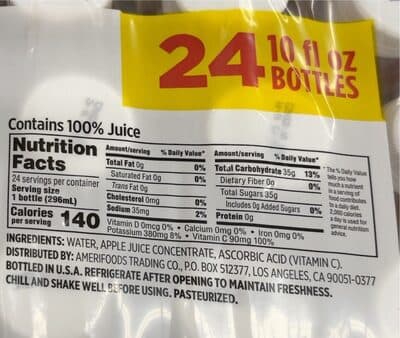 24 10 fl oz
BOTTLES
Contains 100% Juice
Nutrition
Facts
24 servings per container
Serving size
1 bottle (296mL)
Calories
per serving 140
Amount/serving % Daily Value*
Total Fat 0g 0%
Saturated Fat 0g 0%
Trans Fat 0g
Cholesterol 0mg 0%
Sodium 35mg 2%
Amount/serving % Daily Value*
Total Carbohydrate 35g 13%
Dietary Fiber 0g 0%
Total Sugars 35g
Includes 0g Added Sugars 0%
Protein 0g
Vitamin D 0mcg 0% • Calcium 0mg 0% • Iron 0mg 0%
Potassium 380mg 8% • Vitamin C 90mg 100%
* The % Daily Value
tells you how
much a nutrient
in a serving of
food contributes
to a daily diet.
2,000 calories
a day is used for
general nutrition
advice.
INGREDIENTS: WATER, APPLE JUICE CONCENTRATE, ASCORBIC ACID (VITAMIN C).
DISTRIBUTED BY: AMERIFOODS TRADING CO., P.O. BOX 512377, LOS ANGELES, CA 90051-0377
BOTTLED IN U.S.A. REFRIGERATE AFTER OPENING TO MAINTAIN FRESHNESS.
CHILL AND SHAKE WELL BEFORE USING. PASTEURIZED.